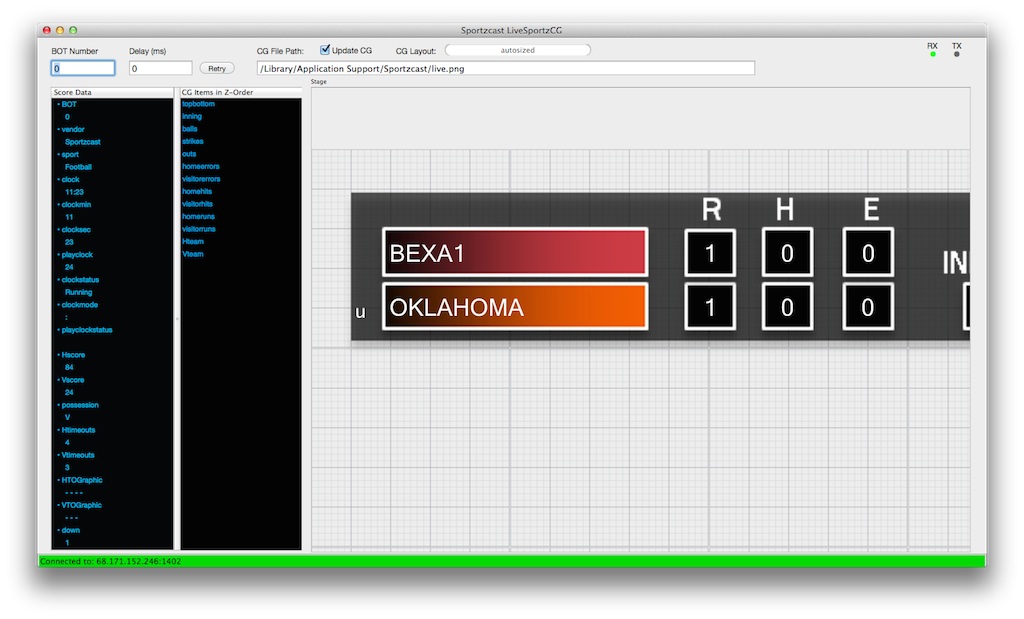 Sportzcast LiveSportzCG
BOT Number
Delay (ms)
CG File Path:
Update CG
CG Layout:
autosized
RX
TX
0
0
Retry
/Library/Application Support/Sportzcast/live.png
Stage
Score Data
BOT
0
vendor
Sportzcast
sport
Football
clock
11:23
clockmin
11
clocksec
23
playclock
24
clockstatus
Running
clockmode
:
playclockstatus
Hscore
84
Vscore
24
possession
V
Htimeouts
4
Vtimeouts
3
HTOGraphic
- - - -
VTOGraphic
- - -
down
1
CG Items in Z-Order
topbottom
inning
balls
strikes
outs
homeerrors
visitorerrors
homehits
visitorhits
homeruns
visitorruns
Hteam
Vteam
R H E
BEXA1 1 0 0
IN
u OKLAHOMA 1 0 0
Connected to: 68.171.152.246:1402